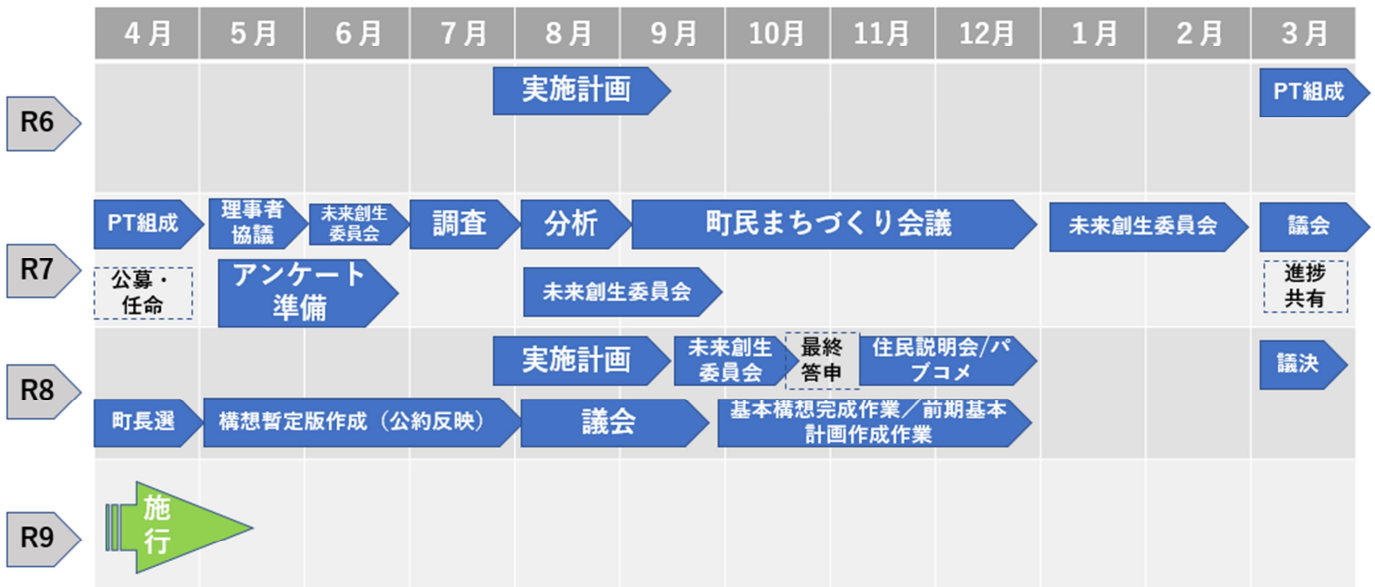 4月 5月 6月 7月 8月 9月 10月 11月 12月 1月 2月 3月
R6
実施計画
PT組成
R7
PT組成
理事者
協議
未来創生
委員会
調査
分析
町民まちづくり会議
未来創生委員会
議会
公募・
任命
アンケート
準備
未来創生委員会
進捗
共有
R8
実施計画
未来創生
委員会
最終
答申
住民説明会/パ
ブコメ
議決
町長選
構想暫定版作成（公約反映）
議会
基本構想完成作業／前期基本
計画作成作業
R9
施
行